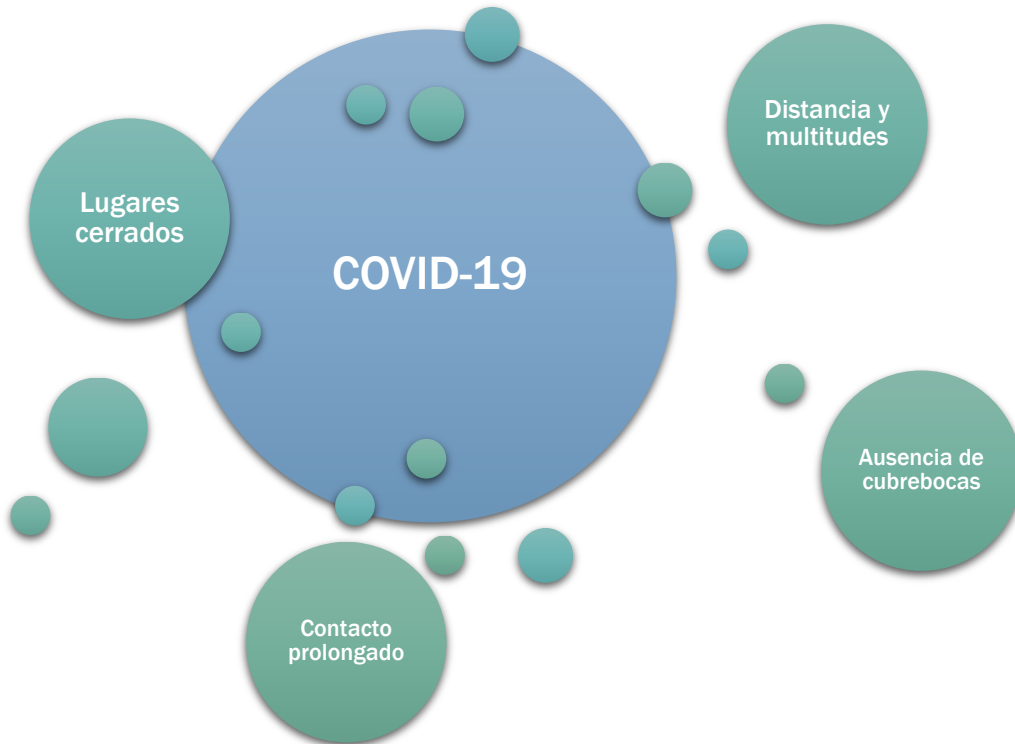 Distancia y
multitudes
Lugares
cerrados
COVID-19
Ausencia de
cubrebocas
Contacto
prolongado